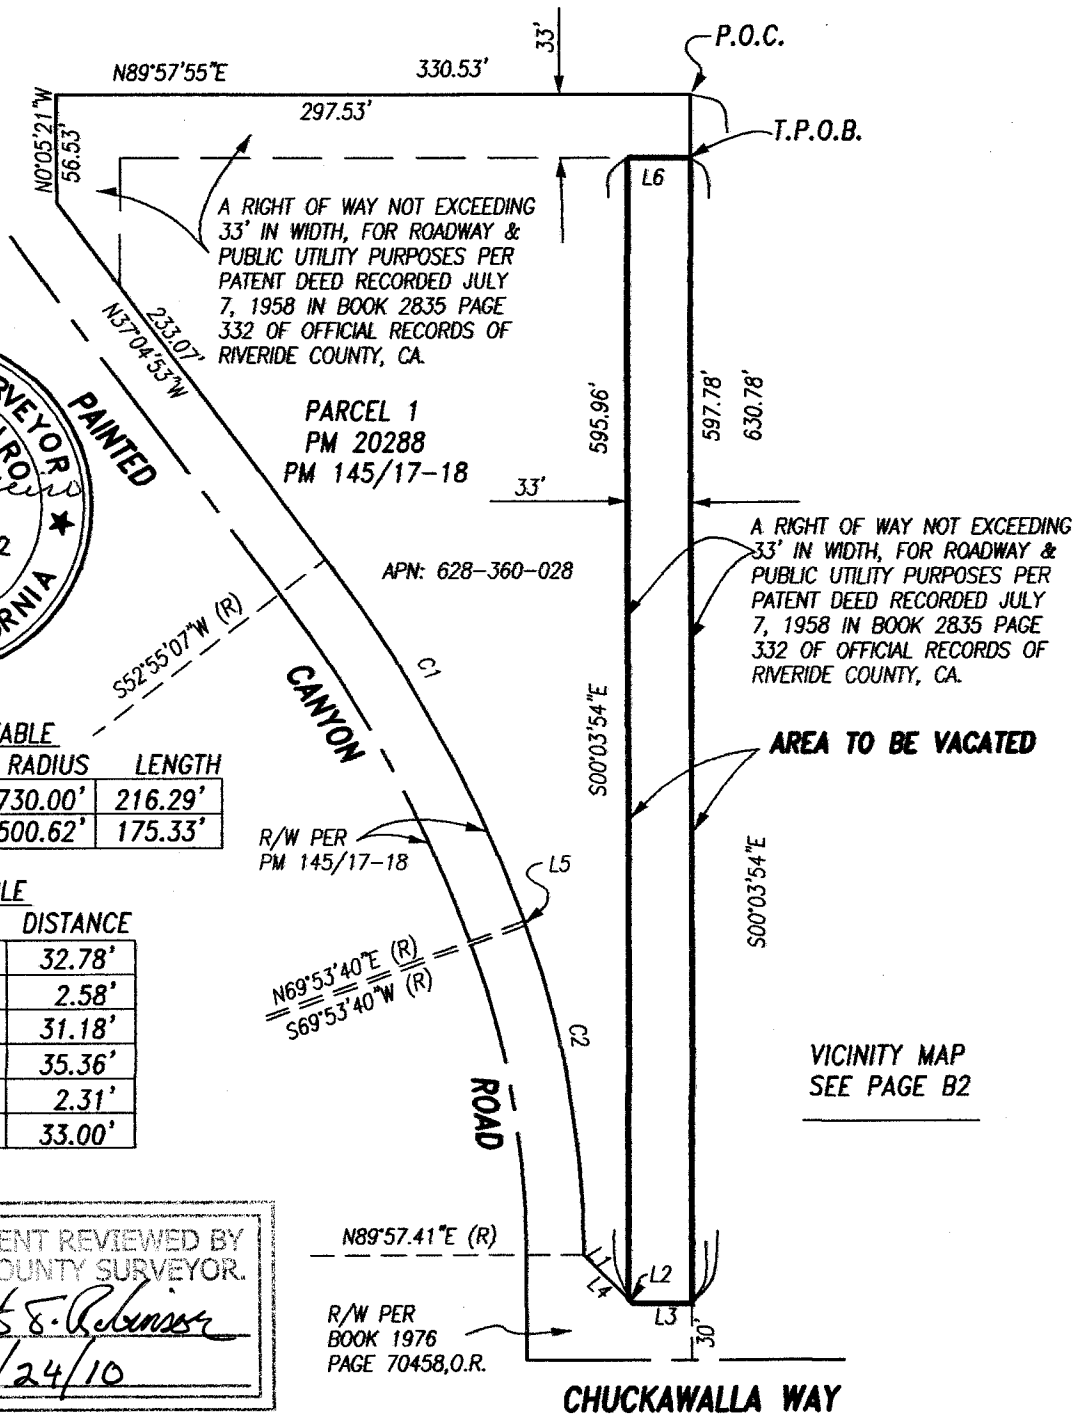 33'
P.O.C.
N89°57'55"E
330.53'
297.53'
T.P.O.B.
N0°05'21"W
56.53'
L6
A RIGHT OF WAY NOT EXCEEDING
33' IN WIDTH, FOR ROADWAY &
PUBLIC UTILITY PURPOSES PER
PATENT DEED RECORDED JULY
7, 1958 IN BOOK 2835 PAGE
332 OF OFFICIAL RECORDS OF
RIVERIDE COUNTY, CA.
233.07'
N37°04'53"W
PARCEL 1
PM 20288
PM 145/17-18
595.96'
597.78'
630.78'
33'
PAINTED
APN: 628-360-028
A RIGHT OF WAY NOT EXCEEDING
33' IN WIDTH, FOR ROADWAY &
PUBLIC UTILITY PURPOSES PER
PATENT DEED RECORDED JULY
7, 1958 IN BOOK 2835 PAGE
332 OF OFFICIAL RECORDS OF
RIVERIDE COUNTY, CA.
S52°55'07"W (R)
C1
CANYON
S00°03'54"E
AREA TO BE VACATED
TABLE
RADIUS LENGTH
730.00' 216.29'
500.62' 175.33'
R/W PER
PM 145/17-18
L5
S00°03'54"E
DISTANCE
32.78'
2.58'
31.18'
35.36'
2.31'
33.00'
N69°53'40"E (R)
S69°53'40"W (R)
C2
VICINITY MAP
SEE PAGE B2
ROAD
ENT REVIEWED BY
OUNTY SURVEYOR.
S. Robinson
/24/10
N89°57.41"E (R)
L1
L4
L2
L3
30'
R/W PER
BOOK 1976
PAGE 70458,O.R.
CHUCKAWALLA WAY